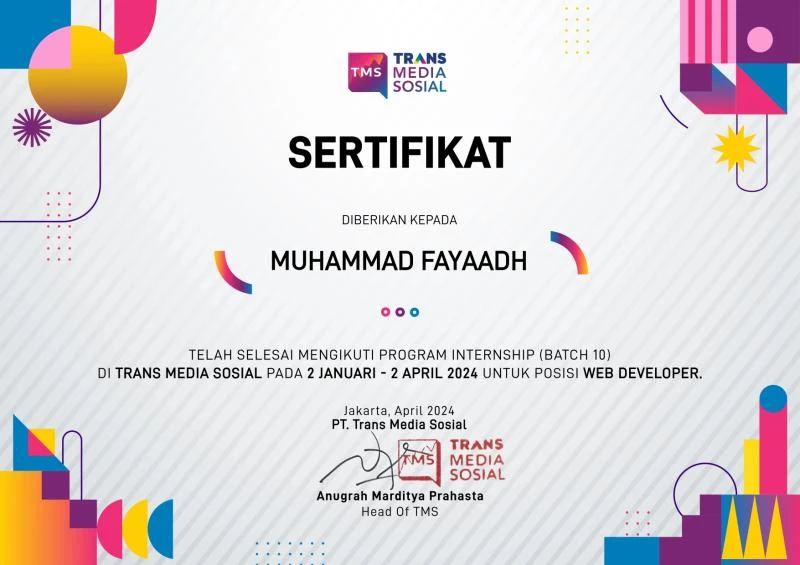 TMS
TRANS
MEDIA
SOSIAL
SERTIFIKAT
DIBERIKAN KEPADA
MUHAMMAD FAYAADH
TELAH SELESAI MENGIKUTI PROGRAM INTERNSHIP (BATCH 10)
DI TRANS MEDIA SOSIAL PADA 2 JANUARI - 2 APRIL 2024 UNTUK POSISI WEB DEVELOPER.
Jakarta, April 2024
PT. Trans Media Sosial
TMS
TRANS
MEDIA
SOSIAL
Anugrah Marditya Prahasta
Head Of TMS